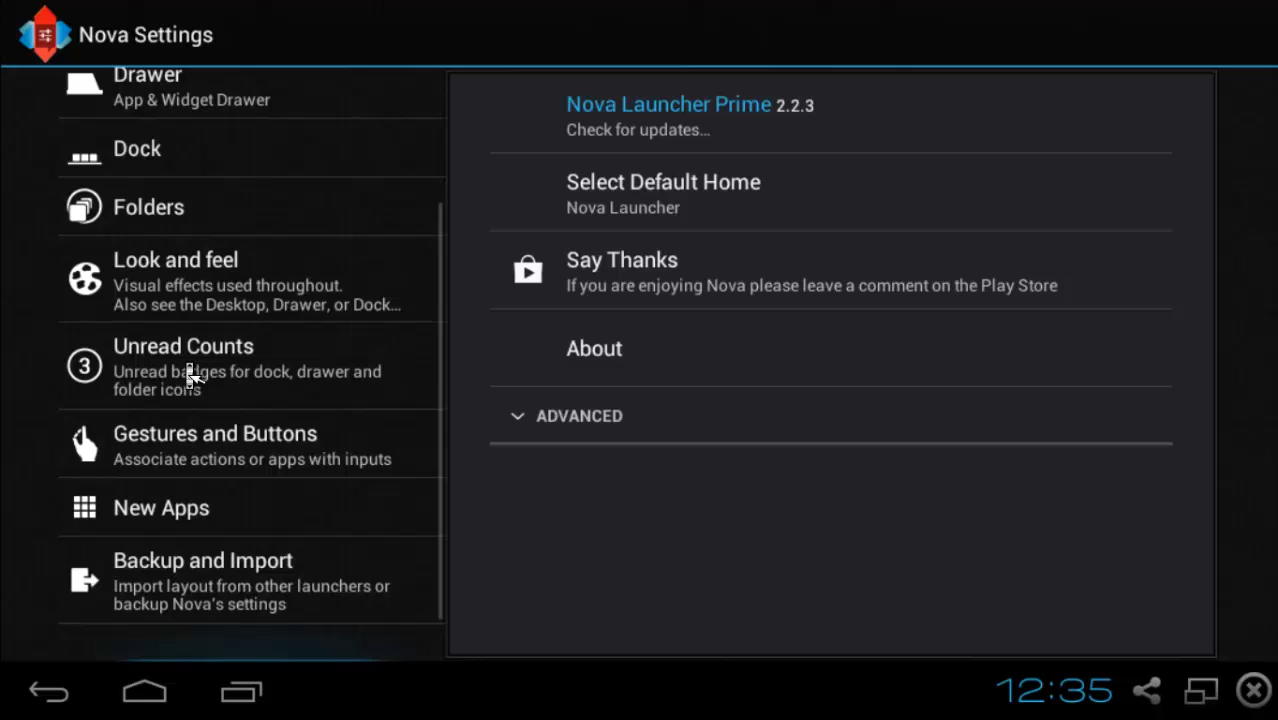 Nova Settings
Drawer
App & Widget Drawer
Dock
Folders
Look and feel
Visual effects used throughout.
Also see the Desktop, Drawer, or Dock...
3
Unread Counts
Unread badges for dock, drawer and
folder icons
Gestures and Buttons
Associate actions or apps with inputs
New Apps
Backup and Import
Import layout from other launchers or
backup Nova's settings
Nova Launcher Prime 2.2.3
Check for updates...
Select Default Home
Nova Launcher
Say Thanks
If you are enjoying Nova please leave a comment on the Play Store
About
ADVANCED
12:35